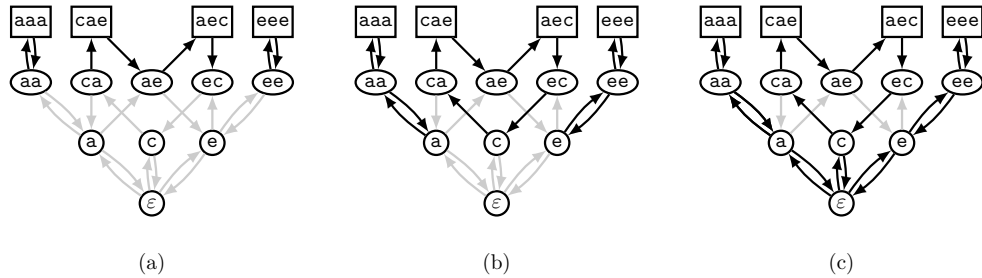 aaa cae aec eee aaa cae aec eee aaa cae aec eee
aa ca ae ec ee aa ca ae ec ee aa ca ae ec ee
a c e a c e a c e
ε ε ε
(a) (b) (c)